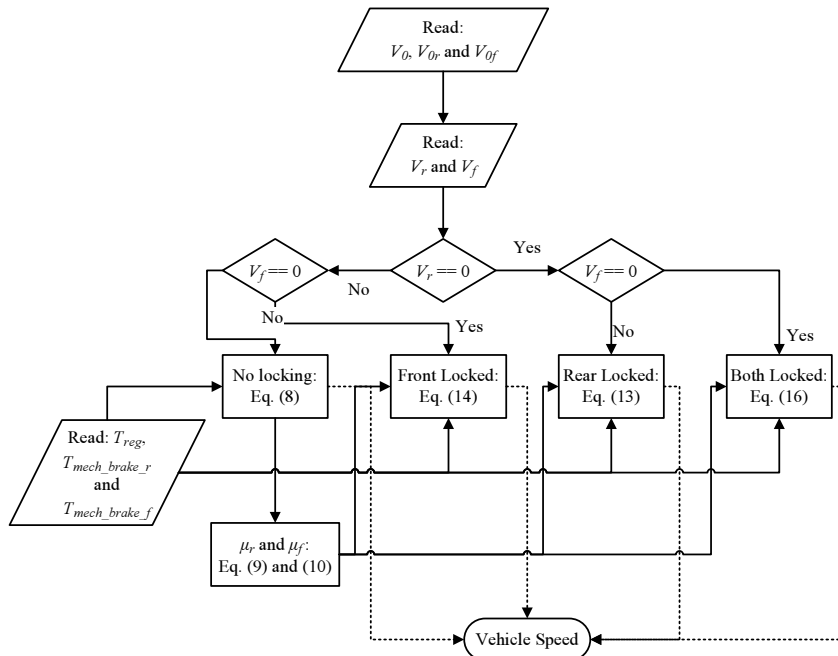 Read:
V0, V0r and V0f
Read:
Vr and Vf
Yes
Vf == 0
Vr == 0
Vf == 0
No
No
Yes
No
Yes
No locking:
Eq. (8)
Front Locked:
Eq. (14)
Rear Locked:
Eq. (13)
Both Locked:
Eq. (16)
Read: Treg,
Tmech_brake_r
and
Tmech_brake_f
μr and μf:
Eq. (9) and (10)
Vehicle Speed